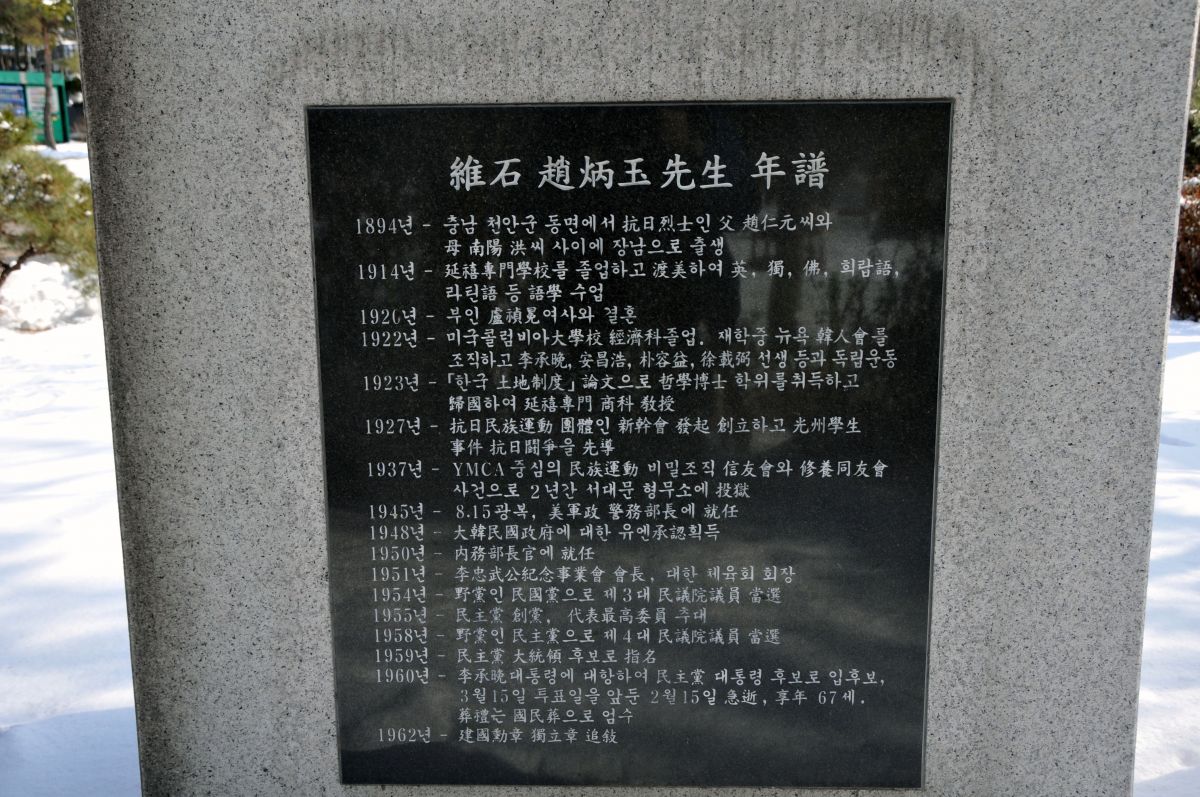 維石 趙炳玉 先生 年譜
1894년 - 충남 천안군 동면에서 抗日烈士인 父 趙仁元씨와
母 南陽 洪씨 사이에 장남으로 출생
1914년 - 延禧專門學校를 졸업하고 渡美하여 英, 獨, 佛, 희랍語,
라틴語 등 語學 수업
1920년 - 부인 盧禎晃여사와 결혼
1922년 - 미국콜럼비아大學校 經濟科졸업. 재학중 뉴욕 韓人會를
조직하고 李承晩, 安昌浩, 朴容益, 徐載弼 선생 등과 독립운동
1923년 - 「한국 土地制度」論文으로 哲學博士 학위를취득하고
歸國하여 延禧專門 商科 敎授
1927년 - 抗日民族運動 團體인 新幹會 發起 創立하고 光州學生
事件 抗日鬪爭을 先導
1937년 - YMCA 중심의 民族運動 비밀조직 信友會와 修養同友會
사건으로 2년간 서대문 형무소에 投獄
1945년 - 8.15광복, 美軍政 警務部長에 就任
1948년 - 大韓民國政府에 대한 유엔承認획득
1950년 - 內務部長官에 就任
1951년 - 李忠武公紀念事業會 會長, 대한 체육회 회장
1954년 - 野黨인 民國黨으로 제3대 民議院議員 當選
1955년 - 民主黨 創黨, 代表最高委員 추대
1958년 - 野黨인 民主黨으로 제4대 民議院議員 當選
1959년 - 民主黨 大統領 후보로 指名
1960년 - 李承晩대통령에 대항하여 民主黨 대통령 후보로 입후보,
3월15일 투표일을 앞둔 2월15일 急逝, 享年 67세.
葬禮는 國民葬으로 엄수
1962년 - 建國勳章 獨立章 追敍